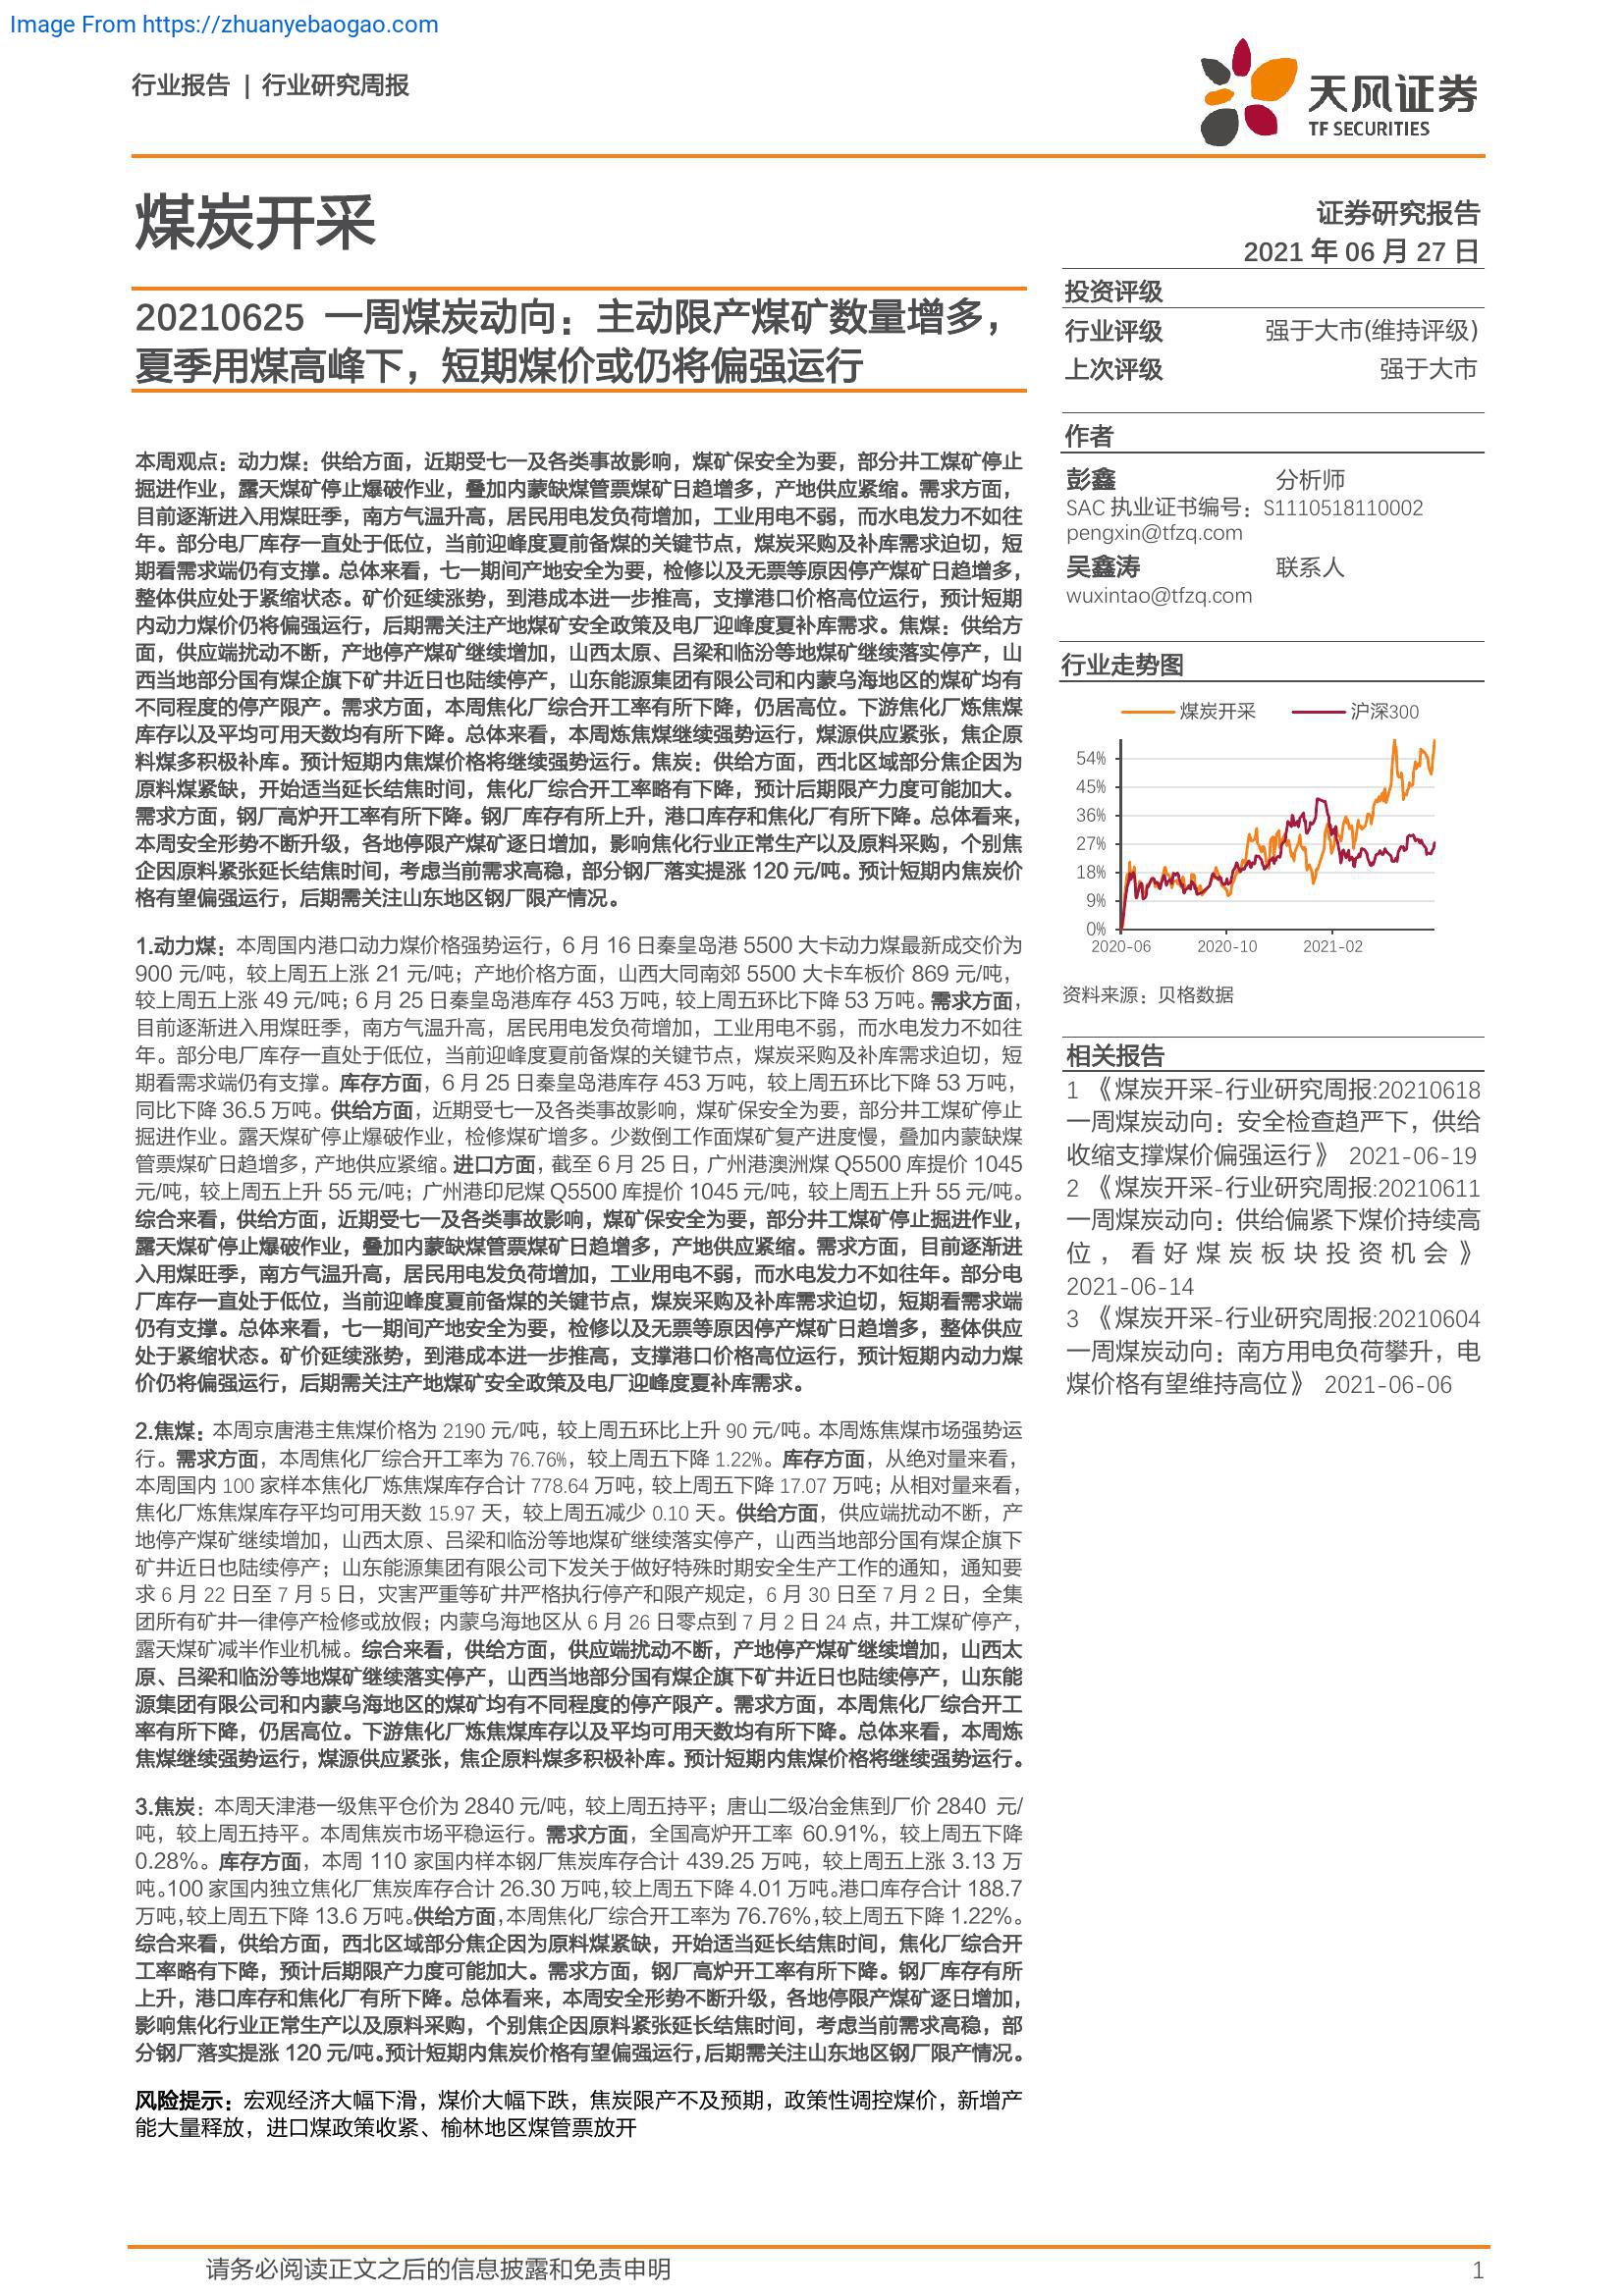 Image From https://zhuanyebaogao.com
行业报告 | 行业研究周报
天风证券
TF SECURITIES
煤炭开采
证券研究报告
2021 年 06 月 27 日
20210625 一周煤炭动向：主动限产煤矿数量增多，
夏季用煤高峰下，短期煤价或仍将偏强运行
本周观点：动力煤：供给方面，近期受七一及各类事故影响，煤矿保安全为要，部分井工煤矿停止
掘进作业，露天煤矿停止爆破作业，叠加内蒙缺煤管票煤矿日趋增多，产地供应紧缩。需求方面，
目前逐渐进入用煤旺季，南方气温升高，居民用电发负荷增加，工业用电不弱，而水电发力不如往
年。部分电厂库存一直处于低位，当前迎峰度夏前备煤的关键节点，煤炭采购及补库需求迫切，短
期看需求端仍有支撑。总体来看，七一期间产地安全为要，检修以及无票等原因停产煤矿日趋增多，
整体供应处于紧缩状态。矿价延续涨势，到港成本进一步推高，支撑港口价格高位运行，预计短期
内动力煤价仍将偏强运行，后期需关注产地煤矿安全政策及电厂迎峰度夏补库需求。焦煤：供给方
面，供应端扰动不断，产地停产煤矿继续增加，山西太原、吕梁和临汾等地煤矿继续落实停产，山
西当地部分国有煤企旗下矿井近日也陆续停产，山东能源集团有限公司和内蒙乌海地区的煤矿均有
不同程度的停产限产。需求方面，本周焦化厂综合开工率有所下降，仍居高位。下游焦化厂炼焦煤
库存以及平均可用天数均有所下降。总体来看，本周炼焦煤继续强势运行，煤源供应紧张，焦企原
料煤多积极补库。预计短期内焦煤价格将继续强势运行。焦炭：供给方面，西北区域部分焦企因为
原料煤紧缺，开始适当延长结焦时间，焦化厂综合开工率略有下降，预计后期限产力度可能加大。
需求方面，钢厂高炉开工率有所下降。钢厂库存有所上升，港口库存和焦化厂有所下降。总体看来，
本周安全形势不断升级，各地停限产煤矿逐日增加，影响焦化行业正常生产以及原料采购，个别焦
企因原料紧张延长结焦时间，考虑当前需求高稳，部分钢厂落实提涨 120 元/吨。预计短期内焦炭价
格有望偏强运行，后期需关注山东地区钢厂限产情况。
1.动力煤：本周国内港口动力煤价格强势运行，6 月 16 日秦皇岛港 5500 大卡动力煤最新成交价为
900 元/吨，较上周五上涨 21 元/吨；产地价格方面，山西大同南郊 5500 大卡车板价 869 元/吨，
较上周五上涨 49 元/吨；6 月 25 日秦皇岛港库存 453 万吨，较上周五环比下降 53 万吨。需求方面，
目前逐渐进入用煤旺季，南方气温升高，居民用电发负荷增加，工业用电不弱，而水电发力不如往
年。部分电厂库存一直处于低位，当前迎峰度夏前备煤的关键节点，煤炭采购及补库需求迫切，短
期看需求端仍有支撑。库存方面，6 月 25 日秦皇岛港库存 453 万吨，较上周五环比下降 53 万吨，
同比下降 36.5 万吨。供给方面，近期受七一及各类事故影响，煤矿保安全为要，部分井工煤矿停止
掘进作业。露天煤矿停止爆破作业，检修煤矿增多。少数倒工作面煤矿复产进度慢，叠加内蒙缺煤
管票煤矿日趋增多，产地供应紧缩。进口方面，截至 6 月 25 日，广州港澳洲煤 Q5500 库提价 1045
元/吨，较上周五上升 55 元/吨；广州港印尼煤 Q5500 库提价 1045 元/吨，较上周五上升 55 元/吨。
综合来看，供给方面，近期受七一及各类事故影响，煤矿保安全为要，部分井工煤矿停止掘进作业，
露天煤矿停止爆破作业，叠加内蒙缺煤管票煤矿日趋增多，产地供应紧缩。需求方面，目前逐渐进
入用煤旺季，南方气温升高，居民用电发负荷增加，工业用电不弱，而水电发力不如往年。部分电
厂库存一直处于低位，当前迎峰度夏前备煤的关键节点，煤炭采购及补库需求迫切，短期看需求端
仍有支撑。总体来看，七一期间产地安全为要，检修以及无票等原因停产煤矿日趋增多，整体供应
处于紧缩状态。矿价延续涨势，到港成本进一步推高，支撑港口价格高位运行，预计短期内动力煤
价仍将偏强运行，后期需关注产地煤矿安全政策及电厂迎峰度夏补库需求。
2.焦煤：本周京唐港主焦煤价格为 2190 元/吨，较上周五环比上升 90 元/吨。本周炼焦煤市场强势运
行。需求方面，本周焦化厂综合开工率为 76.76%，较上周五下降 1.22%。库存方面，从绝对量来看，
本周国内 100 家样本焦化厂炼焦煤库存合计 778.64 万吨，较上周五下降 17.07 万吨；从相对量来看，
焦化厂炼焦煤库存平均可用天数 15.97 天，较上周五减少 0.10 天。供给方面，供应端扰动不断，产
地停产煤矿继续增加，山西太原、吕梁和临汾等地煤矿继续落实停产，山西当地部分国有煤企旗下
矿井近日也陆续停产；山东能源集团有限公司下发关于做好特殊时期安全生产工作的通知，通知要
求 6 月 22 日至 7 月 5 日，灾害严重等矿井严格执行停产和限产规定，6 月 30 日至 7 月 2 日，全集
团所有矿井一律停产检修或放假；内蒙乌海地区从 6 月 26 日零点到 7 月 2 日 24 点，井工煤矿停产，
露天煤矿减半作业机械。综合来看，供给方面，供应端扰动不断，产地停产煤矿继续增加，山西太
原、吕梁和临汾等地煤矿继续落实停产，山西当地部分国有煤企旗下矿井近日也陆续停产，山东能
源集团有限公司和内蒙乌海地区的煤矿均有不同程度的停产限产。需求方面，本周焦化厂综合开工
率有所下降，仍居高位。下游焦化厂炼焦煤库存以及平均可用天数均有所下降。总体来看，本周炼
焦煤继续强势运行，煤源供应紧张，焦企原料煤多积极补库。预计短期内焦煤价格将继续强势运行。
3.焦炭：本周天津港一级焦平仓价为 2840 元/吨，较上周五持平；唐山二级冶金焦到厂价 2840 元/
吨，较上周五持平。本周焦炭市场平稳运行。需求方面，全国高炉开工率 60.91%，较上周五下降
0.28%。库存方面，本周 110 家国内样本钢厂焦炭库存合计 439.25 万吨，较上周五上涨 3.13 万
吨。100 家国内独立焦化厂焦炭库存合计 26.30 万吨，较上周五下降 4.01 万吨。港口库存合计 188.7
万吨，较上周五下降 13.6 万吨。供给方面，本周焦化厂综合开工率为 76.76%，较上周五下降 1.22%。
综合来看，供给方面，西北区域部分焦企因为原料煤紧缺，开始适当延长结焦时间，焦化厂综合开
工率略有下降，预计后期限产力度可能加大。需求方面，钢厂高炉开工率有所下降。钢厂库存有所
上升，港口库存和焦化厂有所下降。总体看来，本周安全形势不断升级，各地停限产煤矿逐日增加，
影响焦化行业正常生产以及原料采购，个别焦企因原料紧张延长结焦时间，考虑当前需求高稳，部
分钢厂落实提涨 120 元/吨。预计短期内焦炭价格有望偏强运行，后期需关注山东地区钢厂限产情况。
风险提示：宏观经济大幅下滑，煤价大幅下跌，焦炭限产不及预期，政策性调控煤价，新增产
能大量释放，进口煤政策收紧、榆林地区煤管票放开
投资评级
行业评级 强于大市(维持评级)
上次评级 强于大市
作者
彭鑫 分析师
SAC 执业证书编号：S1110518110002
pengxin@tfzq.com
吴鑫涛 联系人
wuxintao@tfzq.com
行业走势图
煤炭开采 沪深300
54%
45%
36%
27%
18%
9%
0%
2020-06 2020-10 2021-02
资料来源：贝格数据
相关报告
1 《煤炭开采-行业研究周报:20210618
一周煤炭动向：安全检查趋严下，供给
收缩支撑煤价偏强运行》 2021-06-19
2 《煤炭开采-行业研究周报:20210611
一周煤炭动向：供给偏紧下煤价持续高
位，看好煤炭板块投资机会》
2021-06-14
3 《煤炭开采-行业研究周报:20210604
一周煤炭动向：南方用电负荷攀升，电
煤价格有望维持高位》 2021-06-06
请务必阅读正文之后的信息披露和免责申明 1